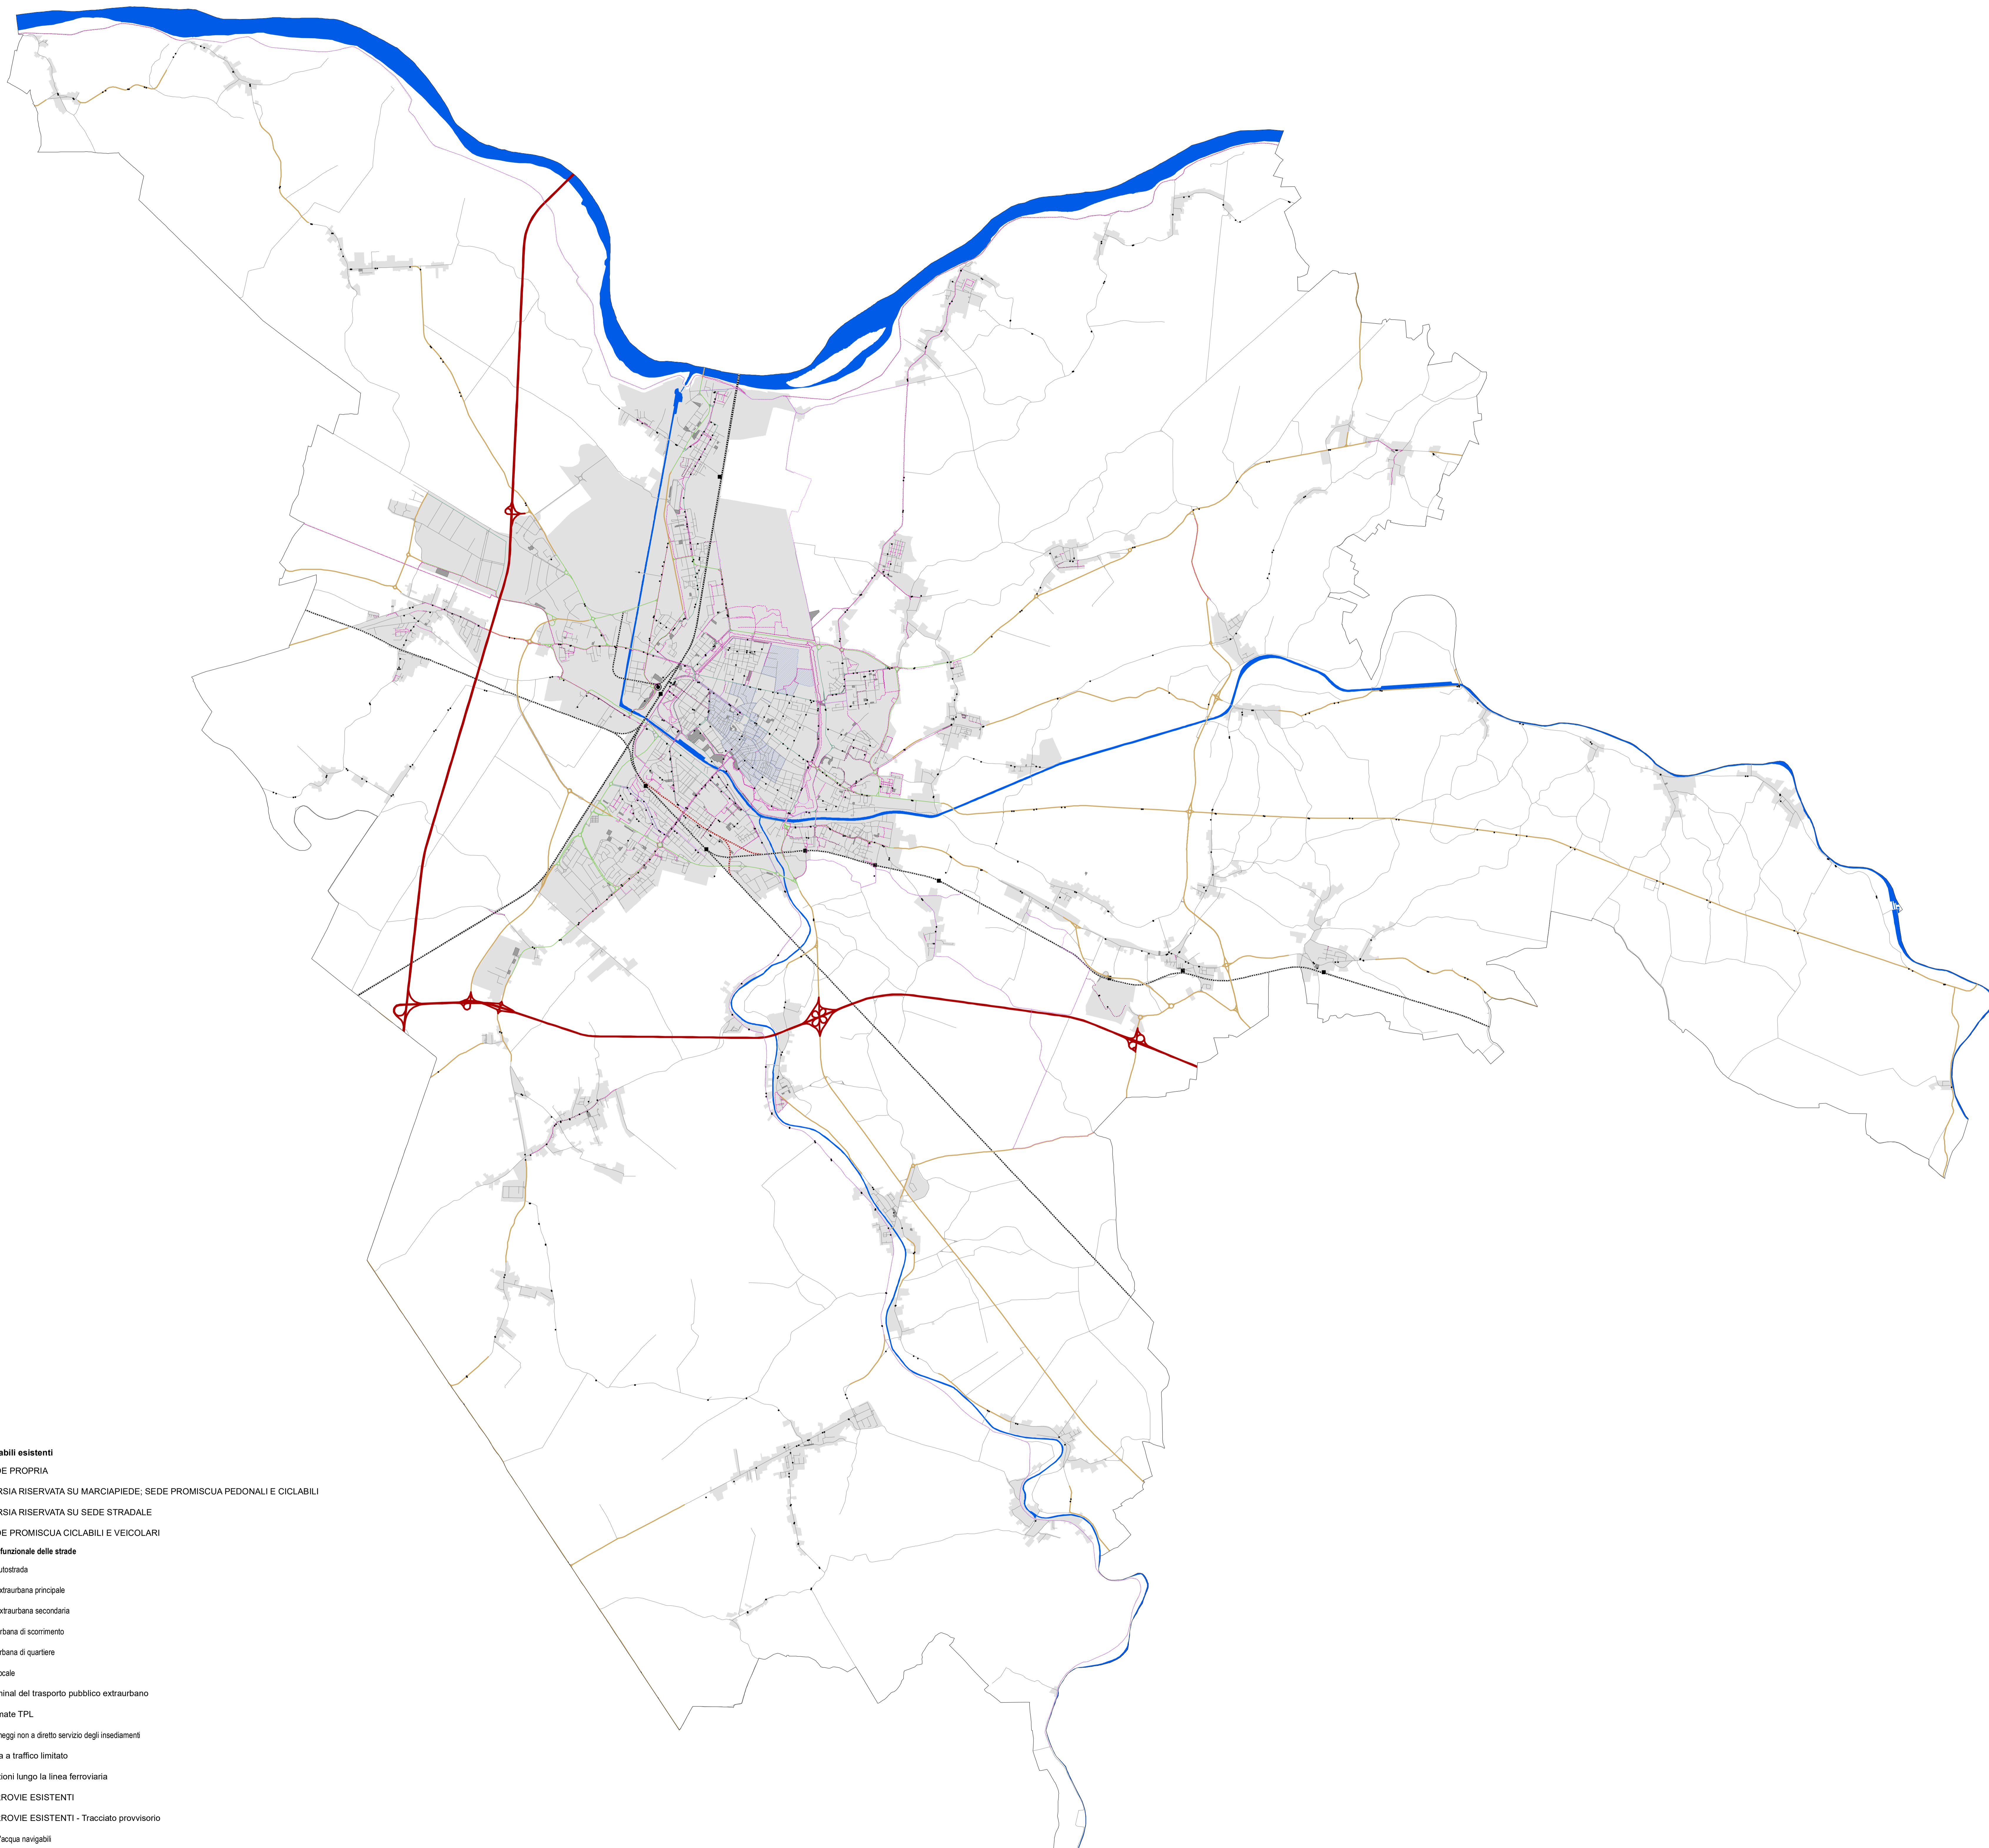 abili esistenti
DE PROPRIA
RSIA RISERVATA SU MARCIAPIEDE; SEDE PROMISCUA PEDONALI E CICLABILI
RSIA RISERVATA SU SEDE STRADALE
DE PROMISCUA CICLABILI E VEICOLARI
funzionale delle strade
utostrada
xtraurbana principale
xtraurbana secondaria
rbana di scorrimento
rbana di quartiere
ocale
minal del trasporto pubblico extraurbano
mate TPL
heggi non a diretto servizio degli insediamenti
a a traffico limitato
zioni lungo la linea ferroviaria
RROVIE ESISTENTI
RROVIE ESISTENTI - Tracciato provvisorio
'acqua navigabili